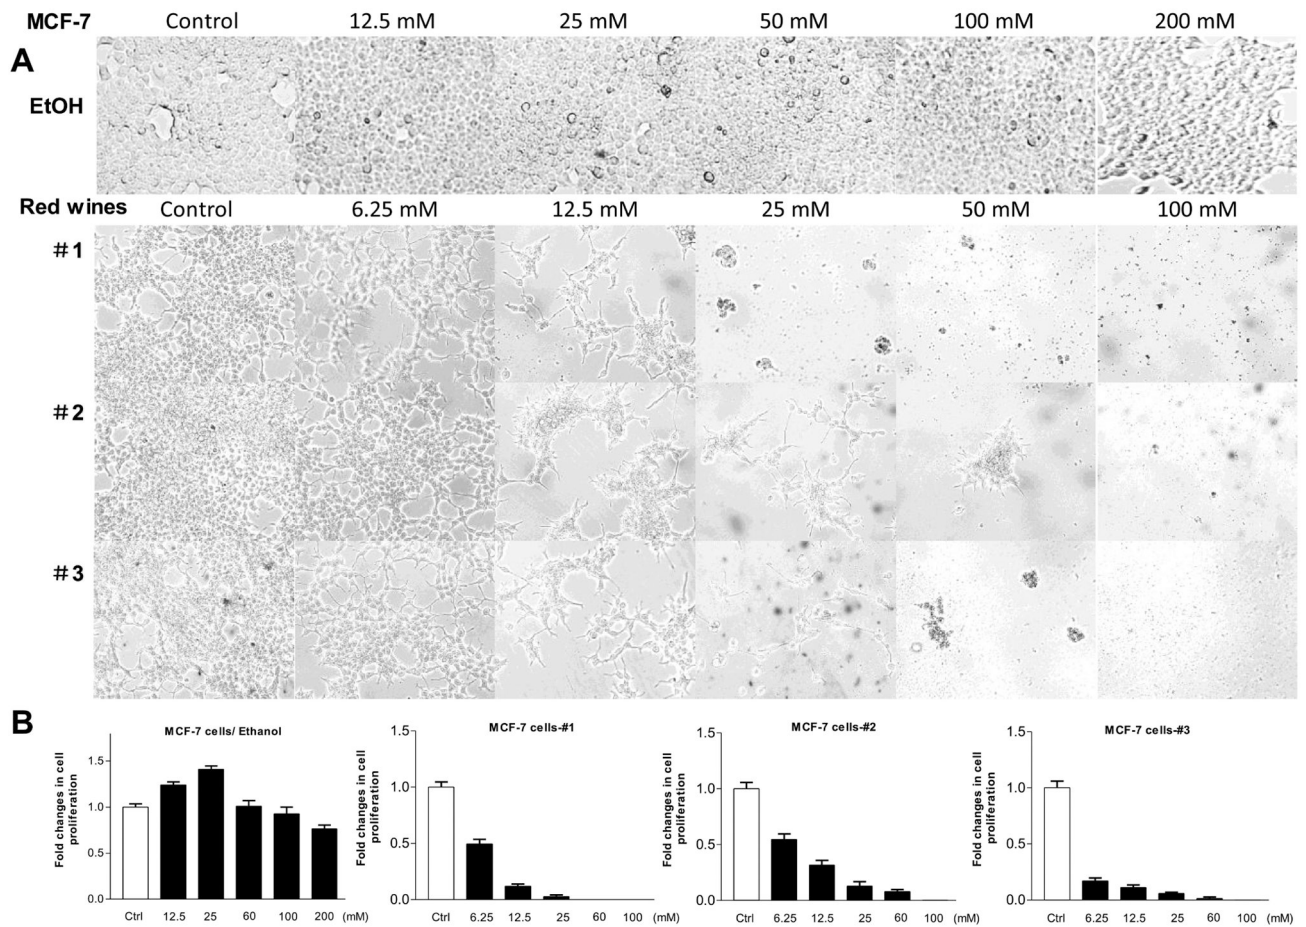 MCF-7 Control 12.5 mM 25 mM 50 mM 100 mM 200 mM
A
EtOH
Red wines Control 6.25 mM 12.5 mM 25 mM 50 mM 100 mM
#1
#2
#3
B
MCF-7 cells/ Ethanol
Fold changes in cell
proliferation
1.5
1.0
0.5
0.0
Ctrl 12.5 25 60 100 200 (mM)
MCF-7 cells-#1
Fold changes in cell
proliferation
1.5
1.0
0.5
0.0
Ctrl 6.25 12.5 25 60 100 (mM)
MCF-7 cells-#2
Fold changes in cell
proliferation
1.5
1.0
0.5
0.0
Ctrl 6.25 12.5 25 60 100 (mM)
MCF-7 cells-#3
Fold changes in cell
proliferation
1.5
1.0
0.5
0.0
Ctrl 6.25 12.5 25 60 100 (mM)